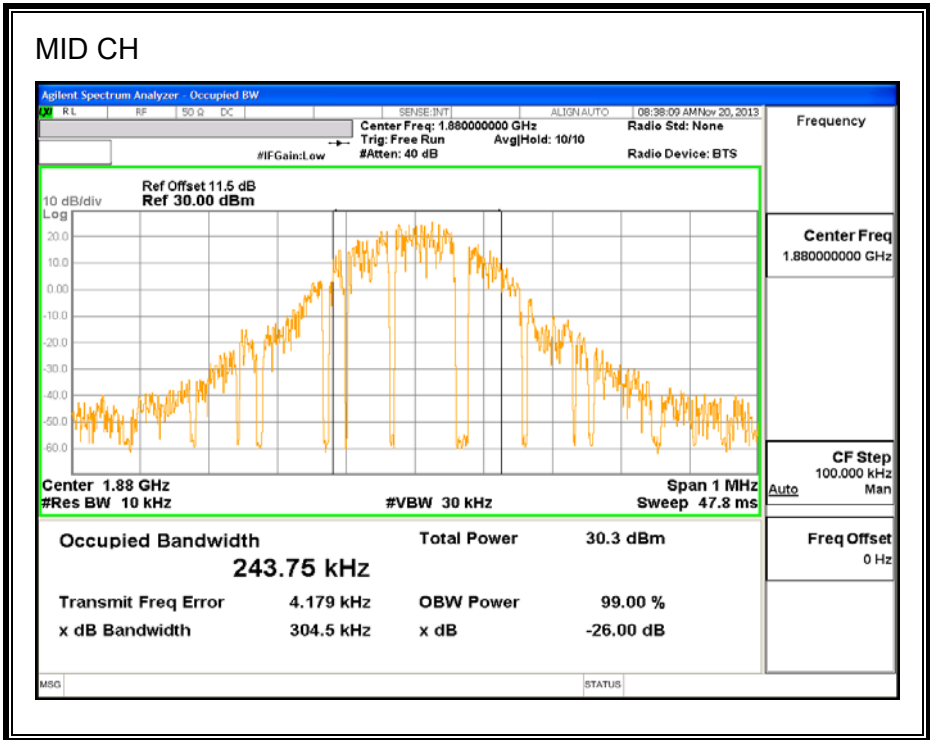 MID CH
Agilent Spectrum Analyzer - Occupied BW
LXI RL RF 50 Ω DC SENSE:INT ALIGN AUTO 08:38:09 AM Nov 20, 2013
Center Freq: 1.880000000 GHz Radio Std: None
Trig: Free Run Avg|Hold: 10/10
#IFGain:Low #Atten: 40 dB Radio Device: BTS
Ref Offset 11.5 dB
10 dB/div Ref 30.00 dBm
Log
20.0
10.0
0.00
-10.0
-20.0
-30.0
-40.0
-50.0
-60.0
Center 1.88 GHz Span 1 MHz
#Res BW 10 kHz #VBW 30 kHz Sweep 47.8 ms
Occupied Bandwidth Total Power 30.3 dBm
243.75 kHz
Transmit Freq Error 4.179 kHz OBW Power 99.00 %
x dB Bandwidth 304.5 kHz x dB -26.00 dB
MSG STATUS
Frequency
Center Freq
1.880000000 GHz
CF Step
100.000 kHz
Auto Man
Freq Offset
0 Hz